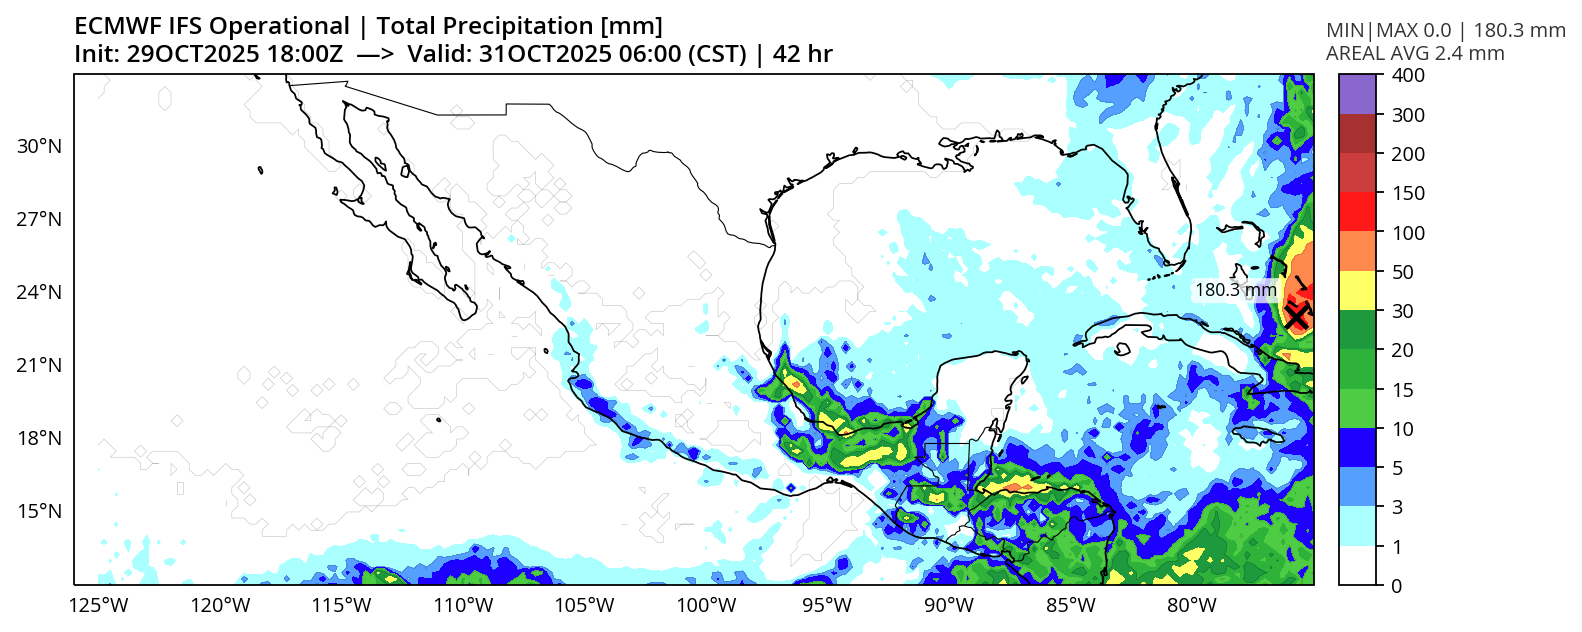 ECMWF IFS Operational | Total Precipitation [mm]
Init: 29OCT2025 18:00Z —> Valid: 31OCT2025 06:00 (CST) | 42 hr
MIN|MAX 0.0 | 180.3 mm
AREAL AVG 2.4 mm
400
300
200
150
100
50
30
20
15
10
5
3
1
0
30°N
27°N
24°N
21°N
18°N
15°N
180.3 mm
125°W
120°W
115°W
110°W
105°W
100°W
95°W
90°W
85°W
80°W